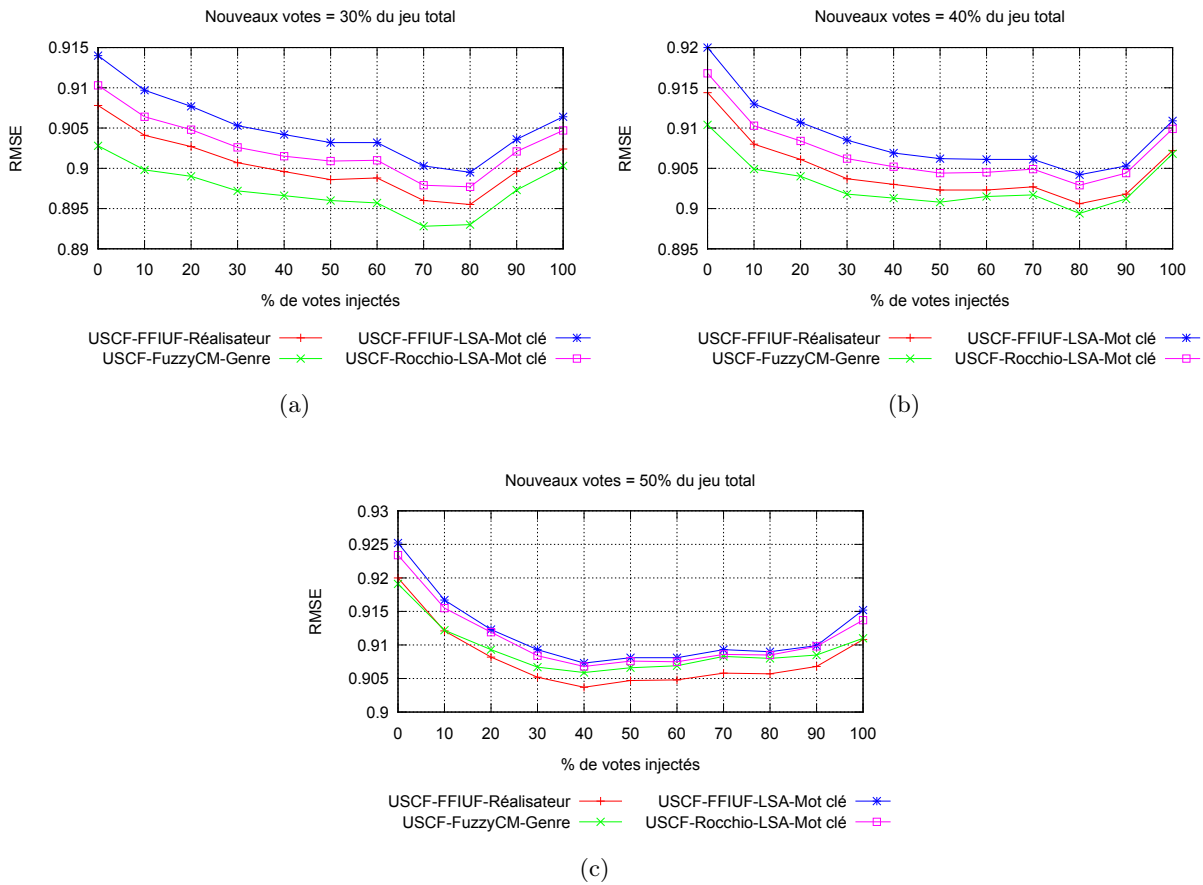 Nouveaux votes = 30% du jeu total
0.915
0.91
0.905
0.9
0.895
0.89
RMSE
0 10 20 30 40 50 60 70 80 90 100
% de votes injectés
USCF-FFIUF-Réalisateur
USCF-FuzzyCM-Genre
USCF-FFIUF-LSA-Mot clé
USCF-Rocchio-LSA-Mot clé
(a)
Nouveaux votes = 40% du jeu total
0.92
0.915
0.91
0.905
0.9
0.895
RMSE
0 10 20 30 40 50 60 70 80 90 100
% de votes injectés
USCF-FFIUF-Réalisateur
USCF-FuzzyCM-Genre
USCF-FFIUF-LSA-Mot clé
USCF-Rocchio-LSA-Mot clé
(b)
Nouveaux votes = 50% du jeu total
0.93
0.925
0.92
0.915
0.91
0.905
0.9
RMSE
0 10 20 30 40 50 60 70 80 90 100
% de votes injectés
USCF-FFIUF-Réalisateur
USCF-FuzzyCM-Genre
USCF-FFIUF-LSA-Mot clé
USCF-Rocchio-LSA-Mot clé
(c)